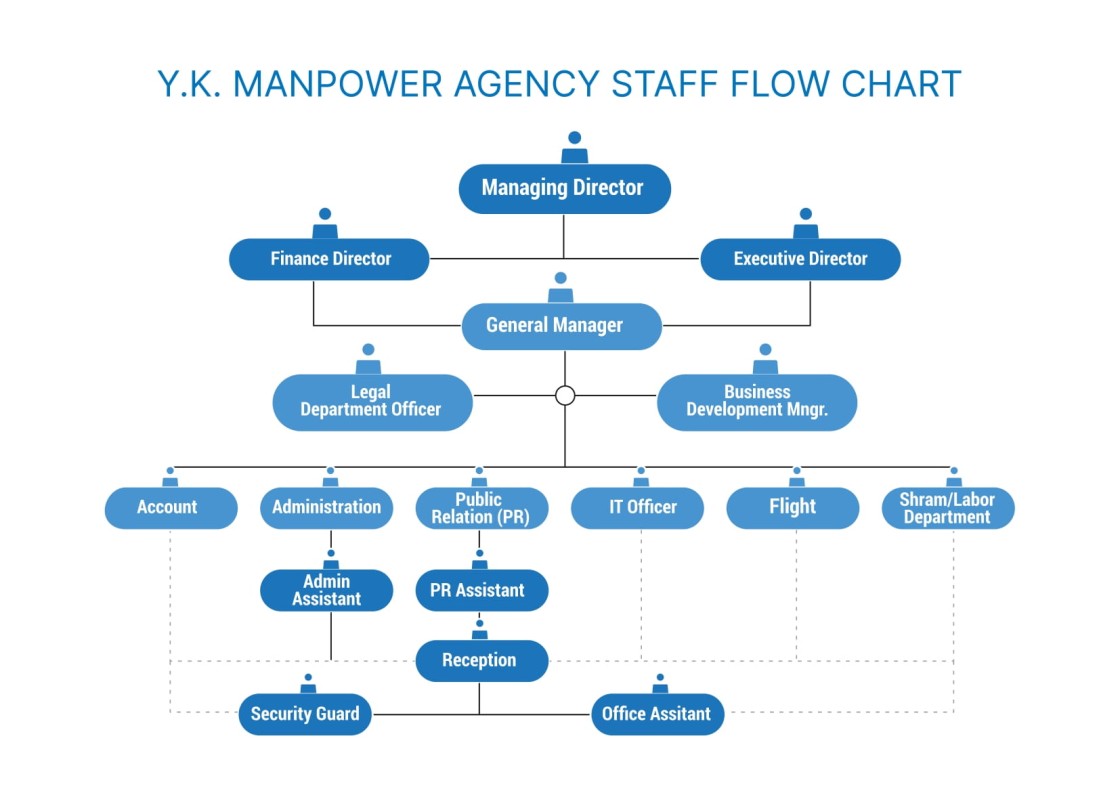 Y.K. MANPOWER AGENCY STAFF FLOW CHART
Managing Director
Finance Director
Executive Director
General Manager
Legal
Department Officer
Business
Development Mngr.
Account
Administration
Public
Relation (PR)
IT Officer
Flight
Shram/Labor
Department
Admin
Assistant
PR Assistant
Reception
Security Guard
Office Assitant